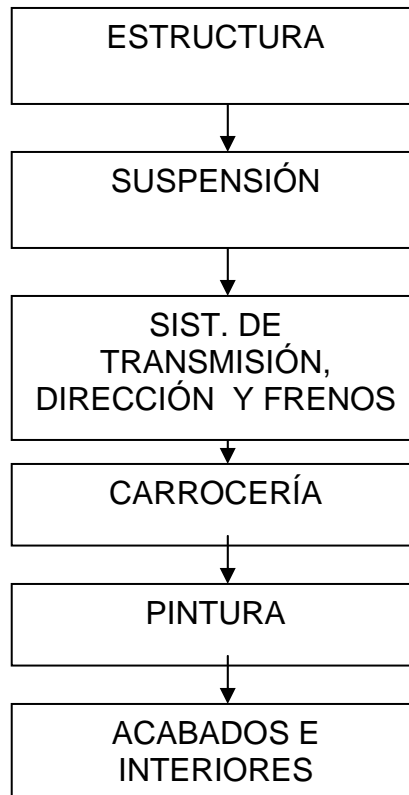 ESTRUCTURA
SUSPENSIÓN
SIST. DE
TRANSMISIÓN,
DIRECCIÓN Y FRENOS
CARROCERÍA
PINTURA
ACABADOS E
INTERIORES